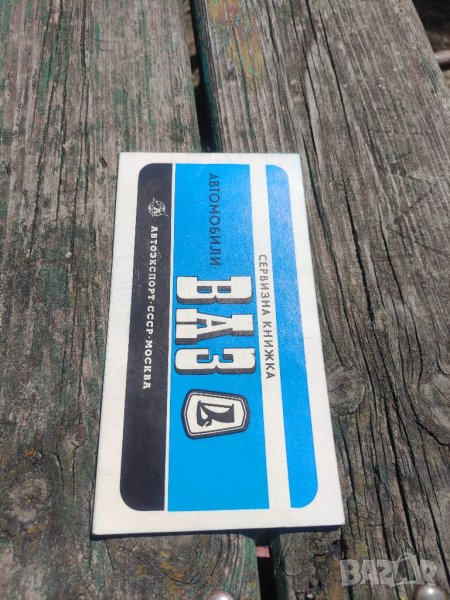 СЕРВИЗНА КНИЖКА
АВТОМОБИЛИ
ВАЗ
АВТОЭКСПОРТ·СССР·МОСКВА
BAZAR